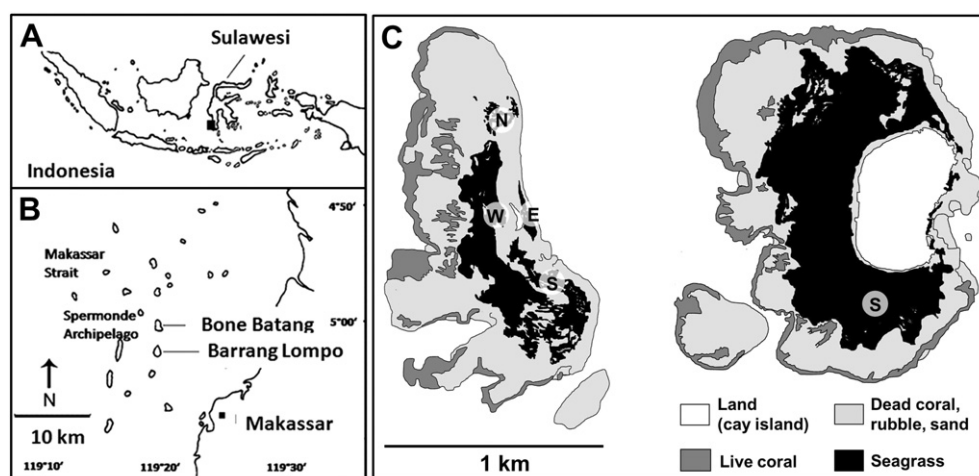 A
Sulawesi
Indonesia
B
4°50'
Makassar
Strait
Spermonde
Archipelago
5°00'
Bone Batang
Barrang Lompo
N
10 km
Makassar
119°10'
119°20'
119°30'
C
N
W
E
S
S
1 km
Land
(cay island)
Dead coral,
rubble, sand
Live coral
Seagrass